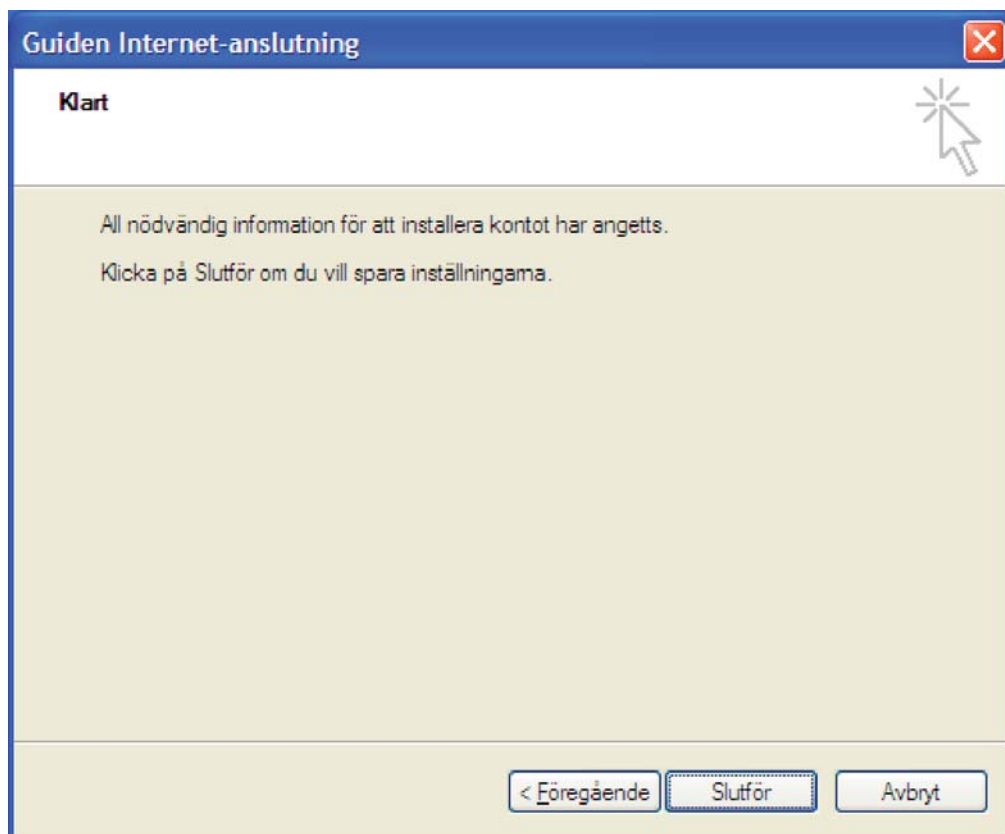 Guiden Internet-anslutning
Klart
All nödvändig information för att installera kontot har angetts.
Klicka på Slutför om du vill spara inställningarna.
< Föregående
Slutför
Avbryt